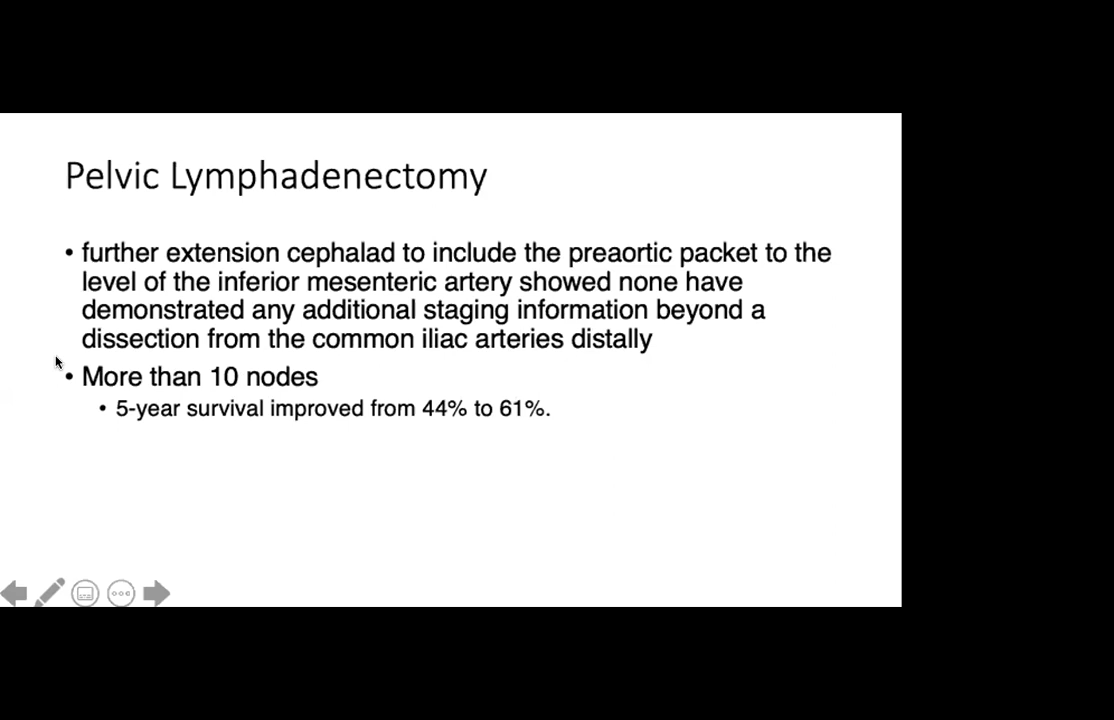 Pelvic Lymphadenectomy
• further extension cephalad to include the preaortic packet to the
level of the inferior mesenteric artery showed none have
demonstrated any additional staging information beyond a
dissection from the common iliac arteries distally
• More than 10 nodes
• 5-year survival improved from 44% to 61%.